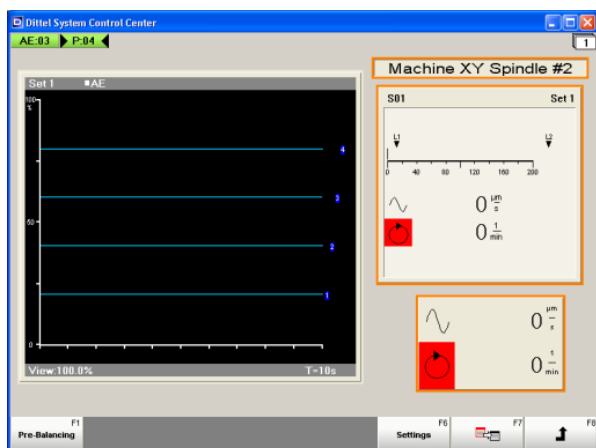 Dittel System Control Center
AE:03 P:04
1
Machine XY Spindle #2
Set 1 AE
100
%
4
3
50
2
1
0
View:100.0% T=10s
S01 Set 1
L1 L2
0 40 80 120 160 200
0 µm/s
0 1/min
0 µm/s
0 1/min
F1
Pre-Balancing
F6
Settings
F7
F8